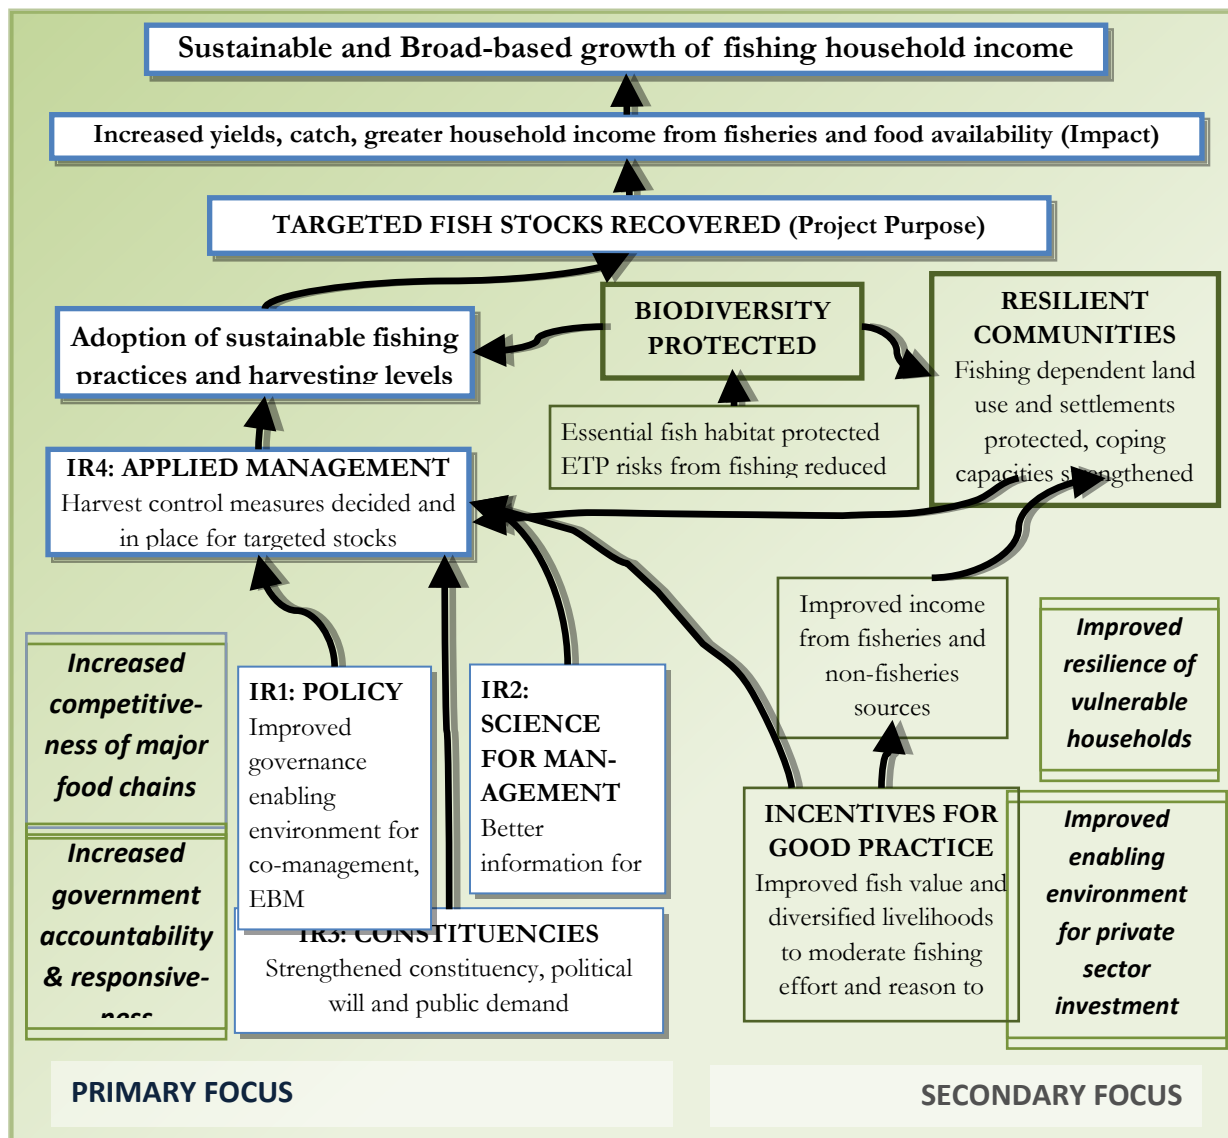 Sustainable and Broad-based growth of fishing household income
Increased yields, catch, greater household income from fisheries and food availability (Impact)
TARGETED FISH STOCKS RECOVERED (Project Purpose)
Adoption of sustainable fishing
practices and harvesting levels
BIODIVERSITY
PROTECTED
RESILIENT
COMMUNITIES
Fishing dependent land
use and settlements
protected, coping
capacities strengthened
Essential fish habitat protected
ETP risks from fishing reduced
IR4: APPLIED MANAGEMENT
Harvest control measures decided and
in place for targeted stocks
Improved income
from fisheries and
non-fisheries
sources
Improved
resilience of
vulnerable
households
Increased
competitive-
ness of major
food chains
IR1: POLICY
Improved
governance
enabling
environment for
co-management,
EBM
IR2:
SCIENCE
FOR MAN-
AGEMENT
Better
information for
INCENTIVES FOR
GOOD PRACTICE
Improved fish value and
diversified livelihoods
to moderate fishing
effort and reason to
Improved
enabling
environment
for private
sector
investment
Increased
government
accountability
& responsive-
ness
IR3: CONSTITUENCIES
Strengthened constituency, political
will and public demand
PRIMARY FOCUS
SECONDARY FOCUS